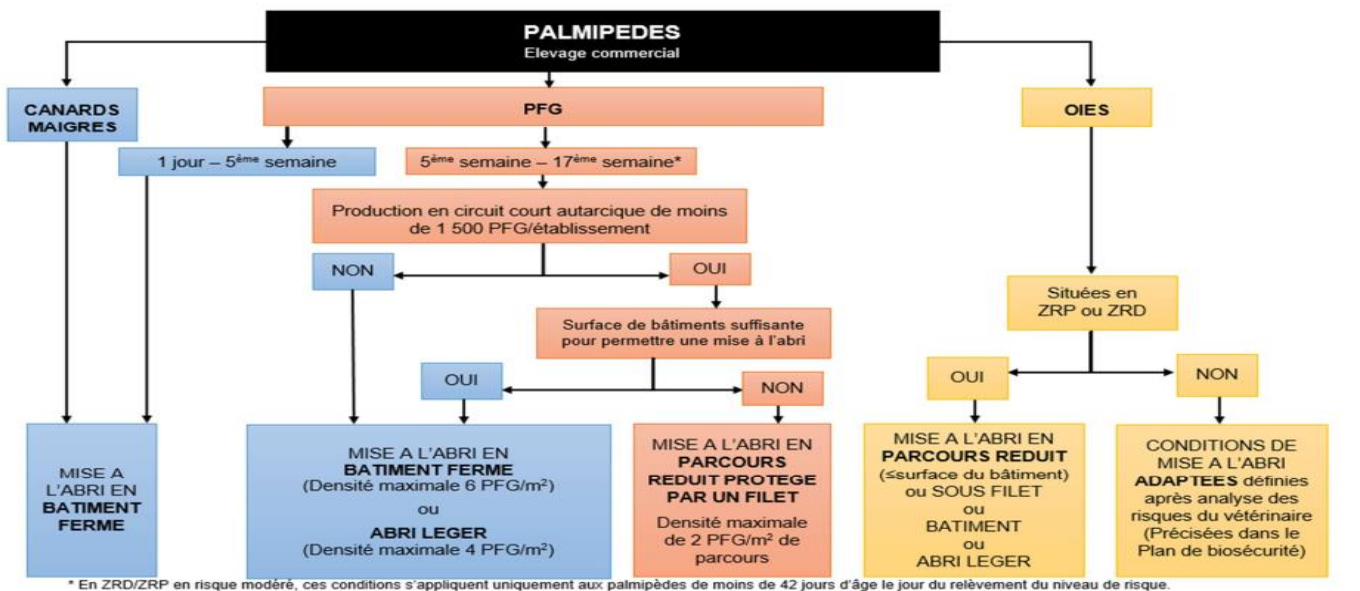 PALMIPEDES
Elevage commercial
CANARDS
MAIGRES
PFG
OIES
1 jour – 5ème semaine
5ème semaine – 17ème semaine*
Production en circuit court autarcique de moins
de 1 500 PFG/établissement
NON
OUI
Situées en
ZRP ou ZRD
Surface de bâtiments suffisante
pour permettre une mise à l'abri
OUI
NON
OUI
NON
MISE A
L'ABRI EN
BATIMENT
FERME
MISE A L'ABRI EN
BATIMENT FERME
(Densité maximale 6 PFG/m²)
ou
ABRI LEGER
(Densité maximale 4 PFG/m²)
MISE A L'ABRI EN
PARCOURS
REDUIT PROTEGE
PAR UN FILET
Densité maximale
de 2 PFG/m² de
parcours
MISE A L'ABRI EN
PARCOURS REDUIT
(≤surface du bâtiment)
ou SOUS FILET
ou
BATIMENT
ou
ABRI LEGER
CONDITIONS DE
MISE A L'ABRI
ADAPTEES définies
après analyse des
risques du vétérinaire
(Précisées dans le
Plan de biosécurité)
* En ZRD/ZRP en risque modéré, ces conditions s'appliquent uniquement aux palmipèdes de moins de 42 jours d'âge le jour du relèvement du niveau de risque.